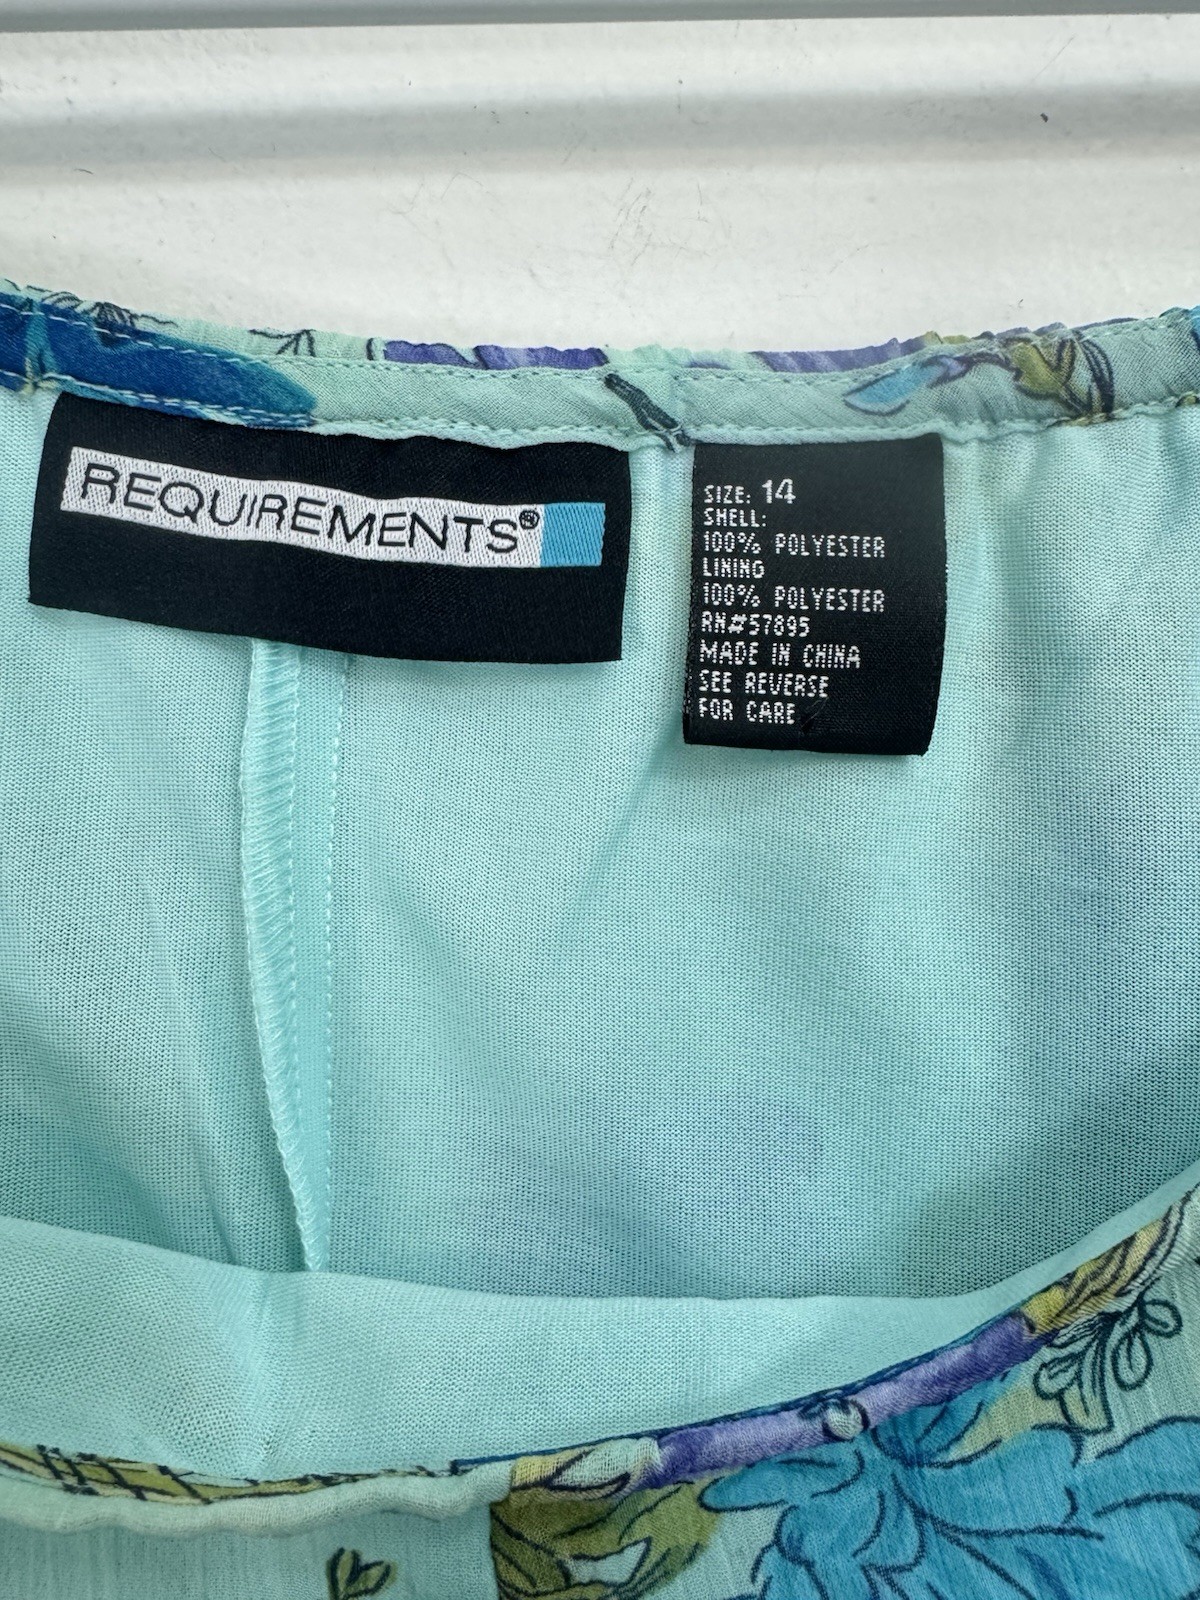 REQUIREMENTS®
SIZE: 14
SHELL:
100% POLYESTER
LINING
100% POLYESTER
RN#57895
MADE IN CHINA
SEE REVERSE
FOR CARE